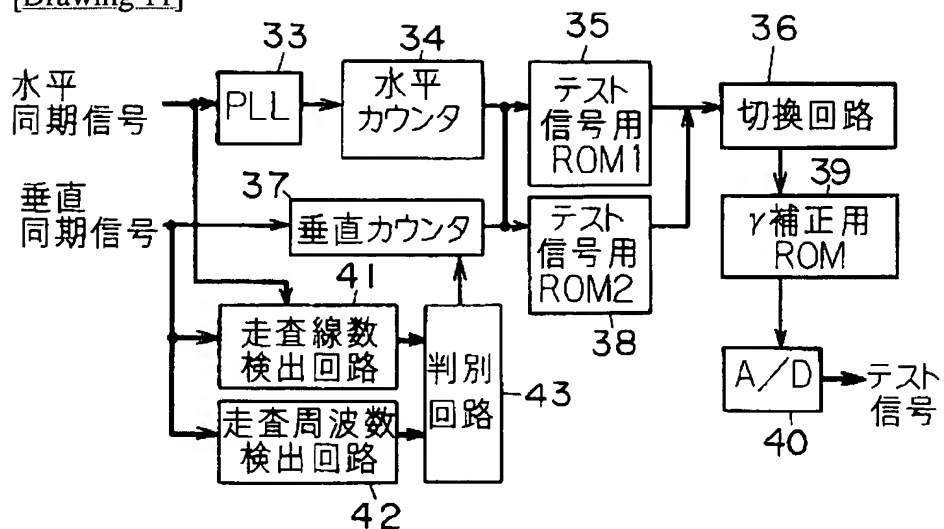 [Drawing 11]
33
34
35
36
水平
同期信号
PLL
水平
カウンタ
テスト
信号用
ROM1
切換回路
垂直
同期信号
37
垂直カウンタ
テスト
信号用
ROM2
38
39
γ補正用
ROM
41
走査線数
検出回路
走査周波数
検出回路
42
判別
回路
43
A/D
40
テスト
信号